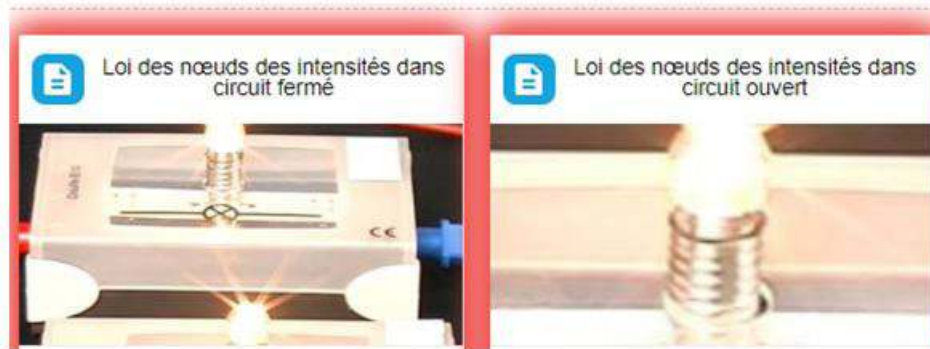 Loi des nœuds des intensités dans
circuit fermé
Loi des nœuds des intensités dans
circuit ouvert
CE